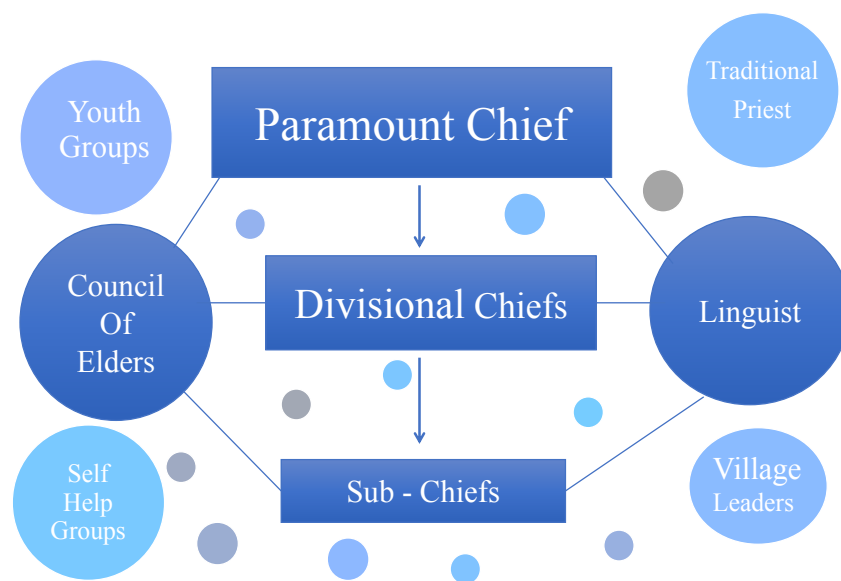 Youth
Groups
Paramount Chief
Traditional
Priest
Council
Of
Elders
Divisional Chiefs
Linguist
Self
Help
Groups
Sub - Chiefs
Village
Leaders